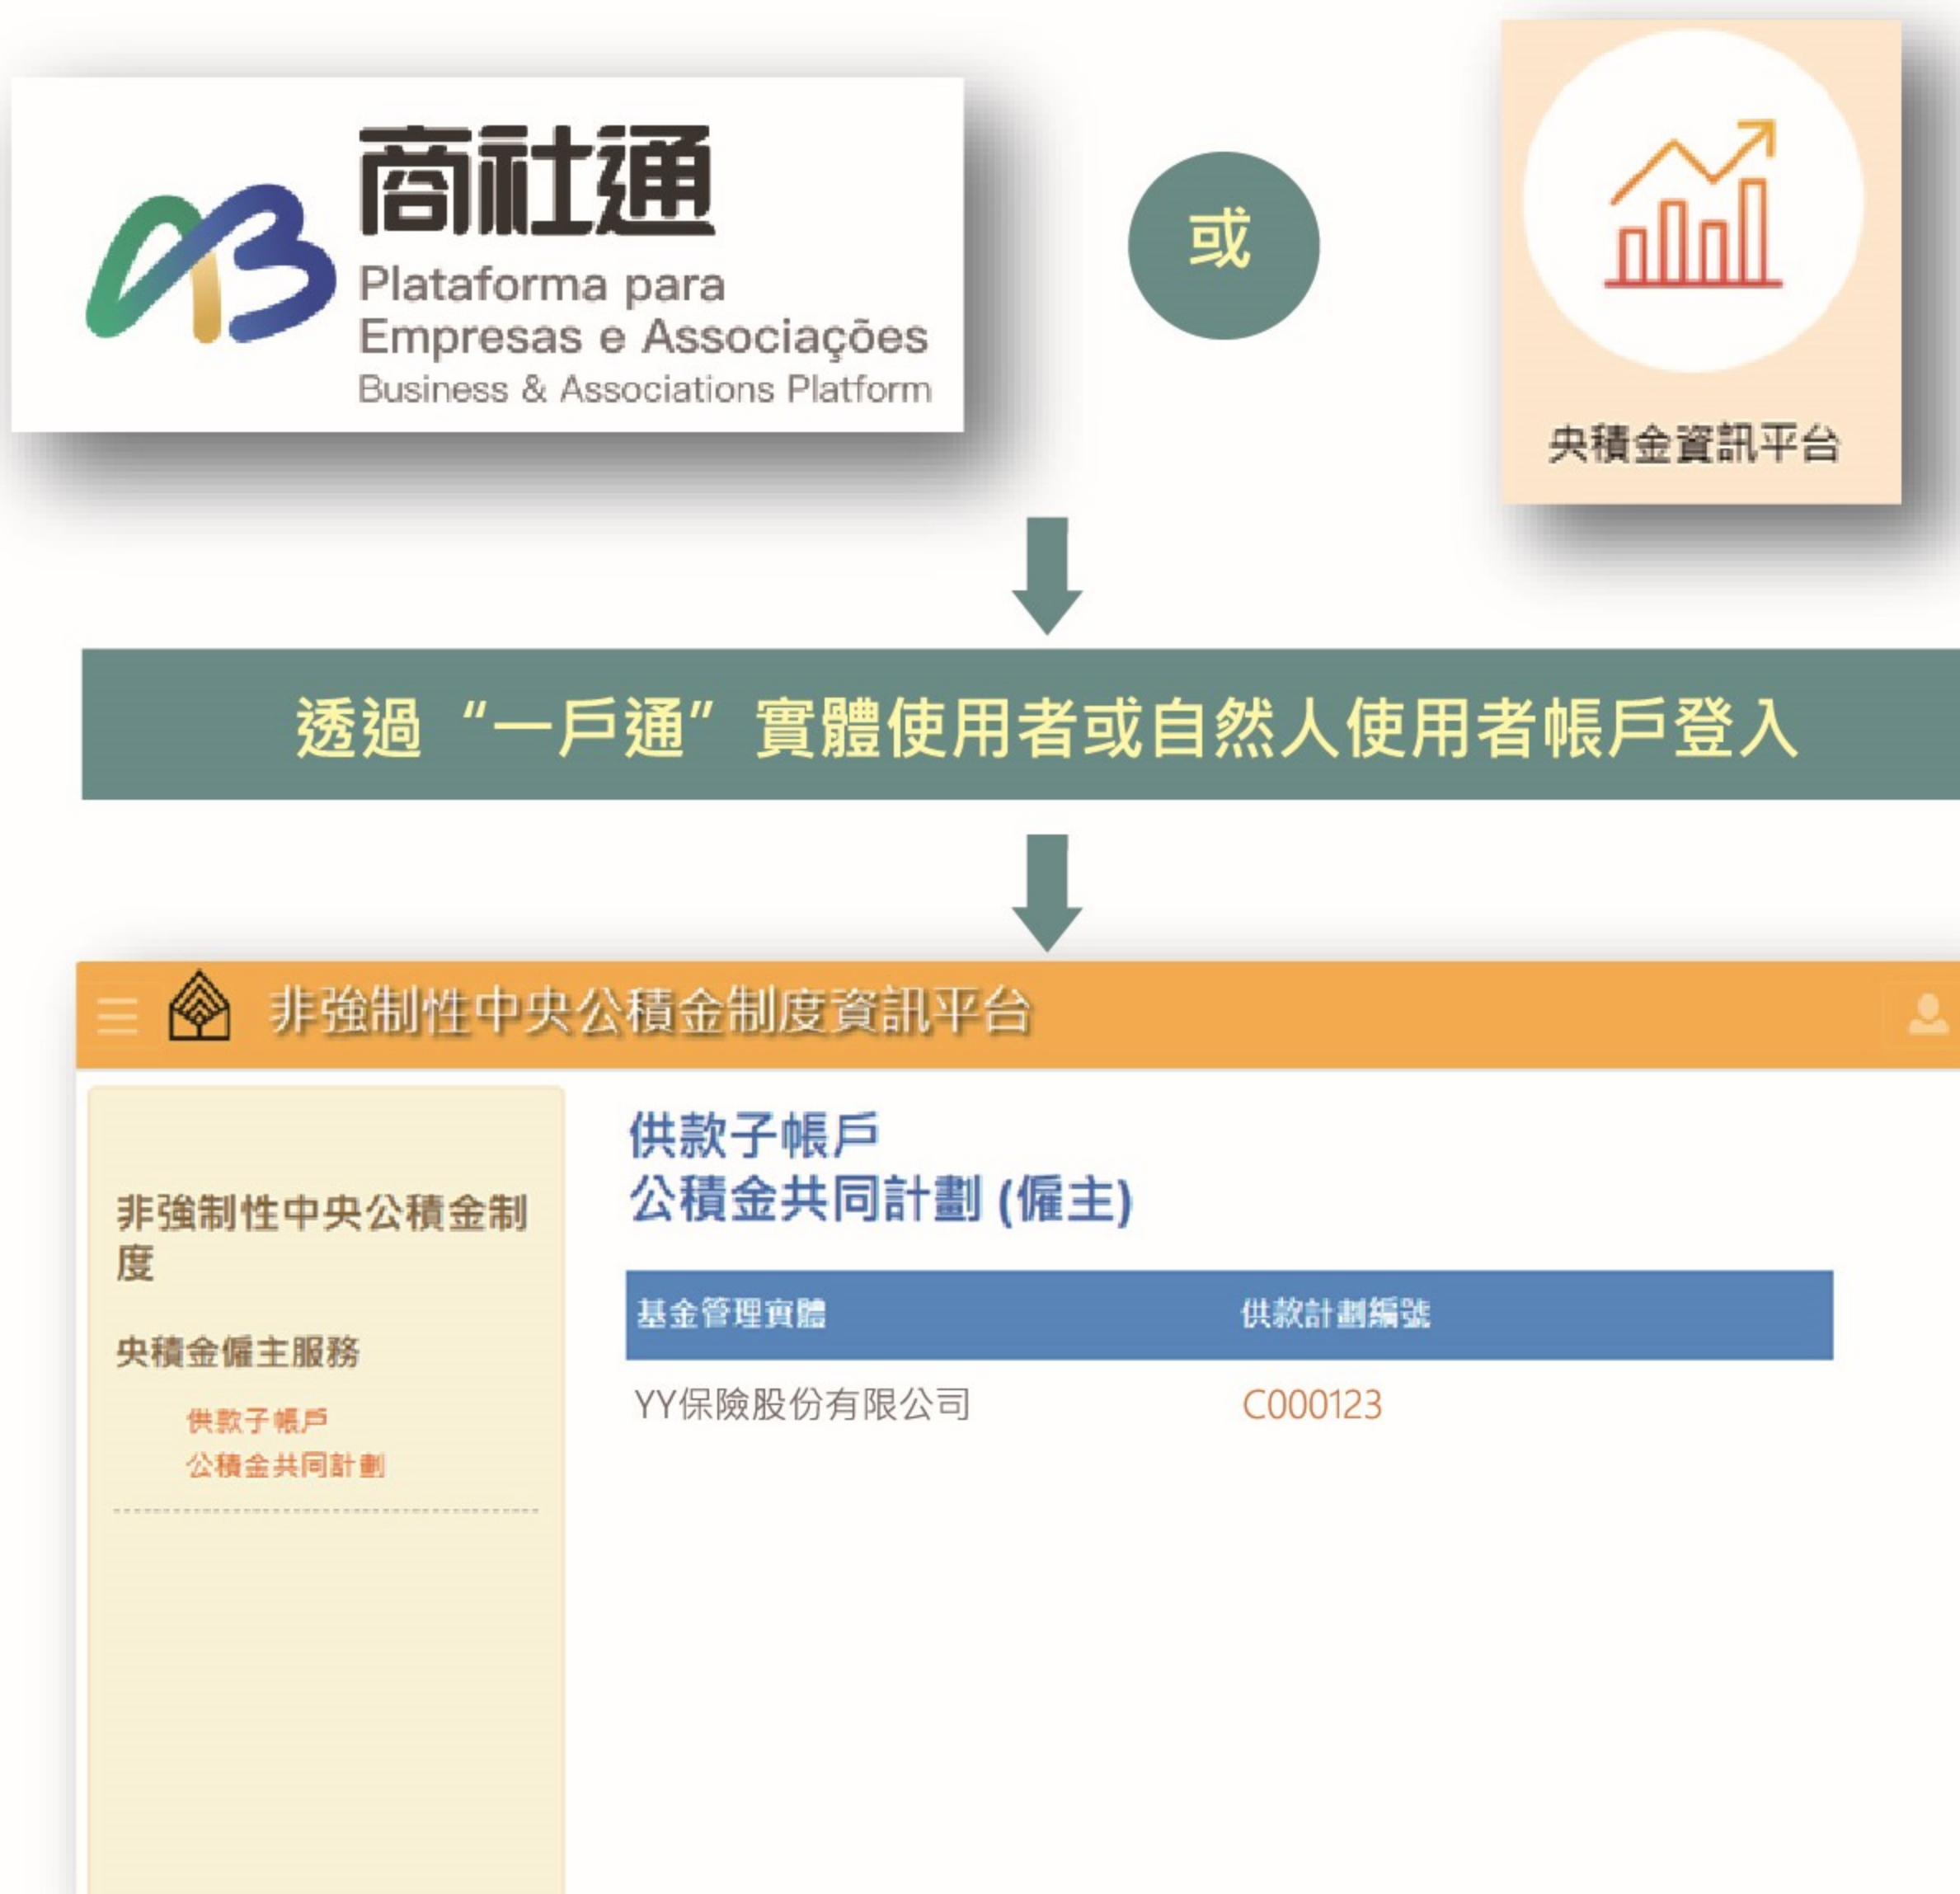 商社通
Plataforma para
Empresas e Associações
Business & Associations Platform
或
央積金資訊平台
透過“一戶通”實體使用者或自然人使用者帳戶登入
非強制性中央公積金制度資訊平台
非強制性中央公積金制
度
央積金僱主服務
供款子帳戶
公積金共同計劃
供款子帳戶
公積金共同計劃 (僱主)
基金管理實體 供款計劃編號
YY保險股份有限公司 C000123